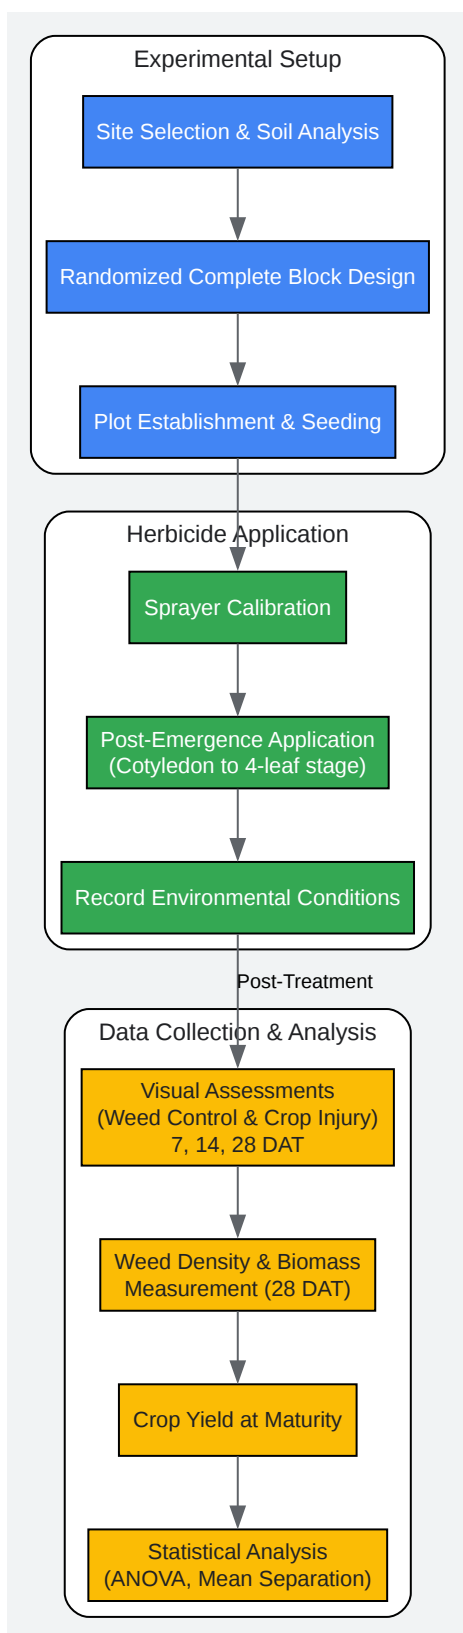 Experimental Setup
Site Selection & Soil Analysis
Randomized Complete Block Design
Plot Establishment & Seeding
Herbicide Application
Sprayer Calibration
Post-Emergence Application
(Cotyledon to 4-leaf stage)
Record Environmental Conditions
Post-Treatment
Data Collection & Analysis
Visual Assessments
(Weed Control & Crop Injury)
7, 14, 28 DAT
Weed Density & Biomass
Measurement (28 DAT)
Crop Yield at Maturity
Statistical Analysis
(ANOVA, Mean Separation)